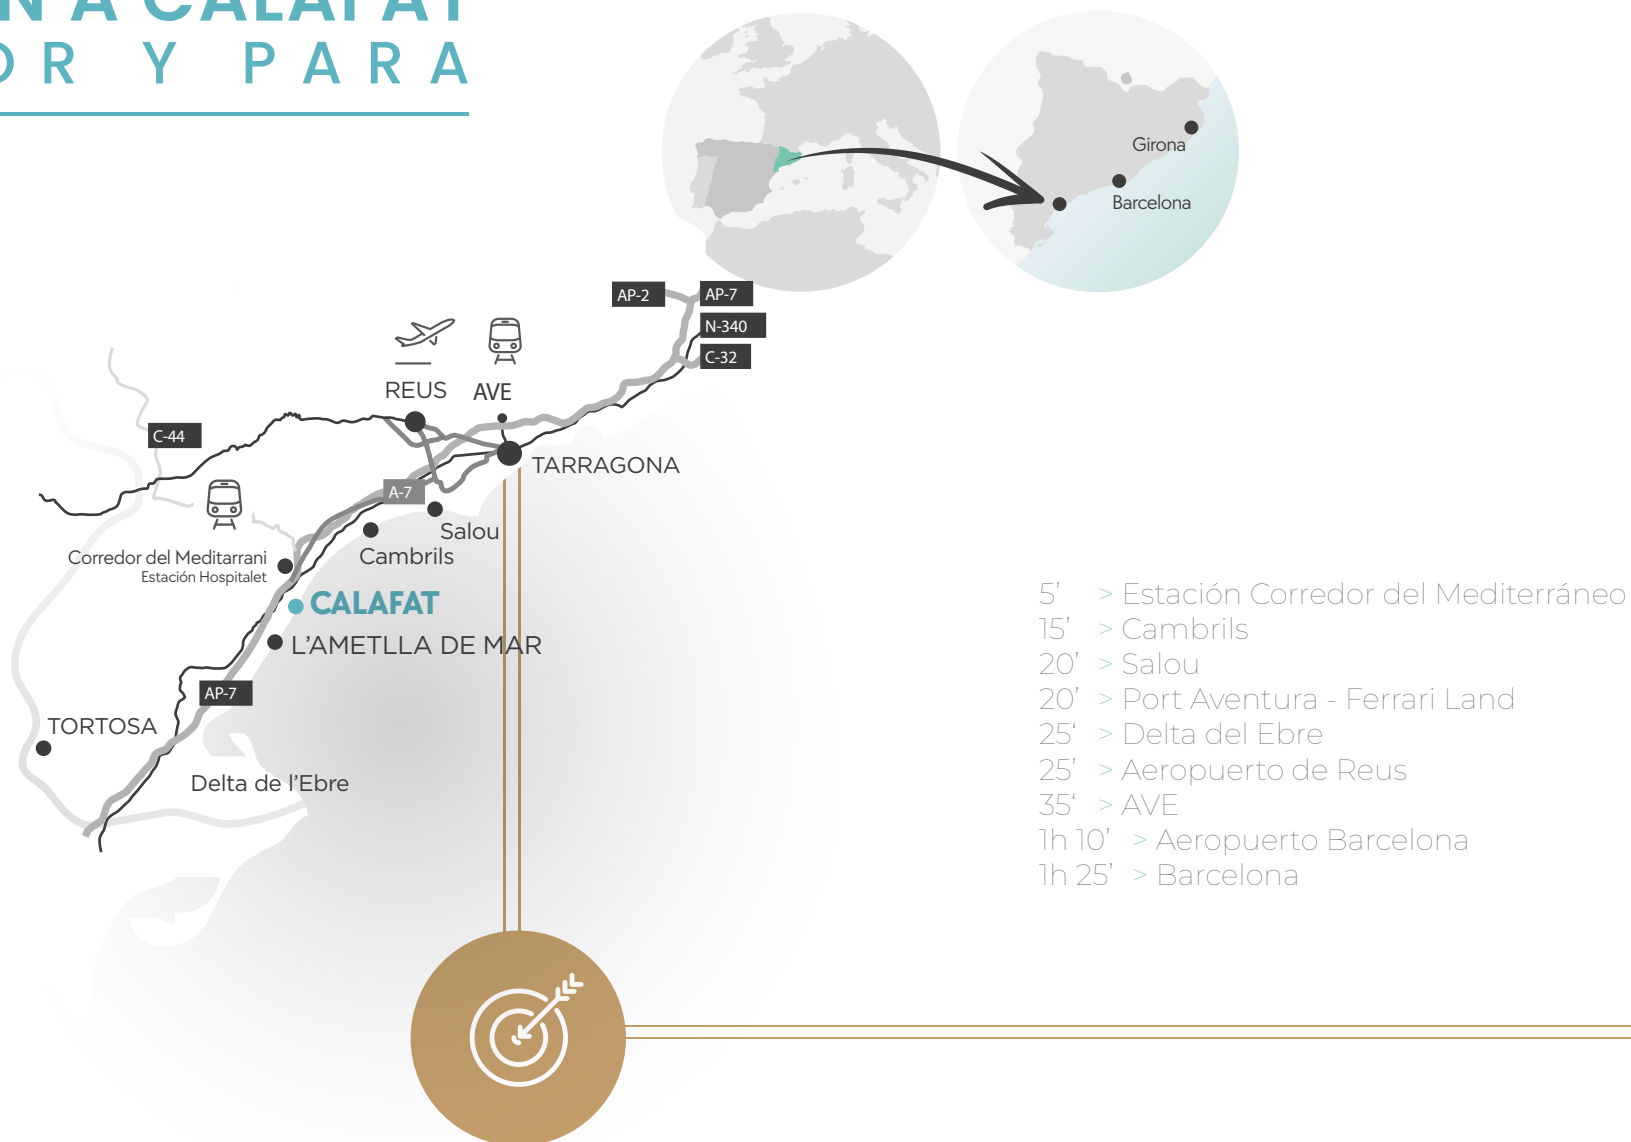 N A CALAFAT
OR Y PARA
Girona
Barcelona
AP-2
AP-7
N-340
C-32
REUS
AVE
C-44
TARRAGONA
A-7
Salou
Cambrils
Corredor del Meditarrani
Estación Hospitalet
CALAFAT
L'AMETLLA DE MAR
AP-7
TORTOSA
Delta de l'Ebre
5’ > Estación Corredor del Mediterráneo
15’ > Cambrils
20’ > Salou
20’ > Port Aventura - Ferrari Land
25‘ > Delta del Ebre
25’ > Aeropuerto de Reus
35‘ > AVE
1h 10’ > Aeropuerto Barcelona
1h 25’ > Barcelona